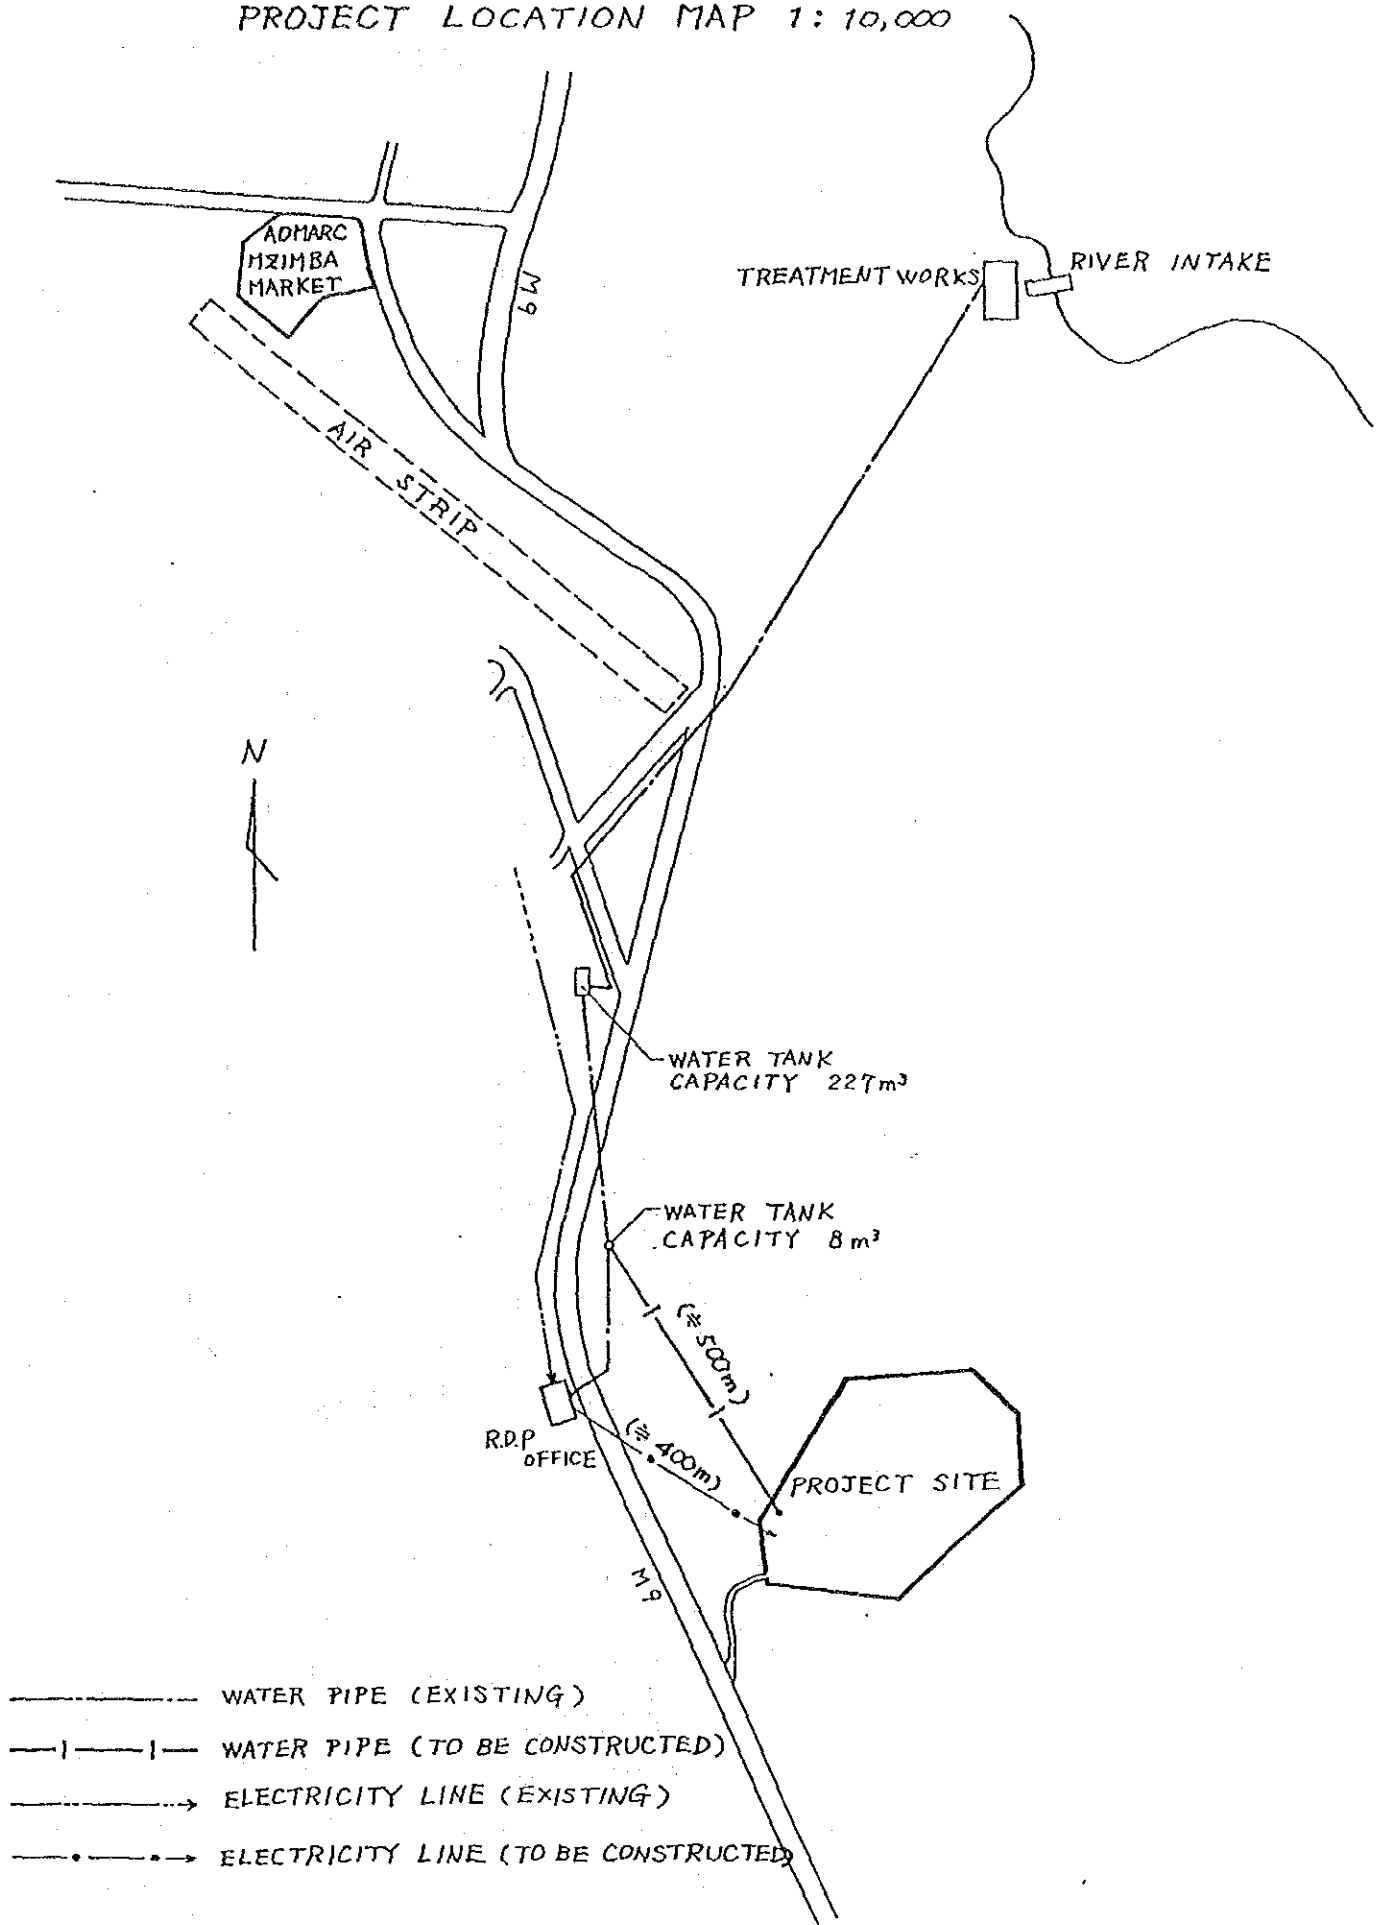 PROJECT LOCATION MAP 1:10,000
ADMARC
MZIMBA
MARKET
M9
TREATMENT WORKS
RIVER INTAKE
AIR STRIP
N
WATER TANK
CAPACITY 227m³
WATER TANK
CAPACITY 8m³
(≑500m)
R.D.P
OFFICE
(≑400m)
PROJECT SITE
M9
WATER PIPE (EXISTING)
WATER PIPE (TO BE CONSTRUCTED)
ELECTRICITY LINE (EXISTING)
ELECTRICITY LINE (TO BE CONSTRUCTED)